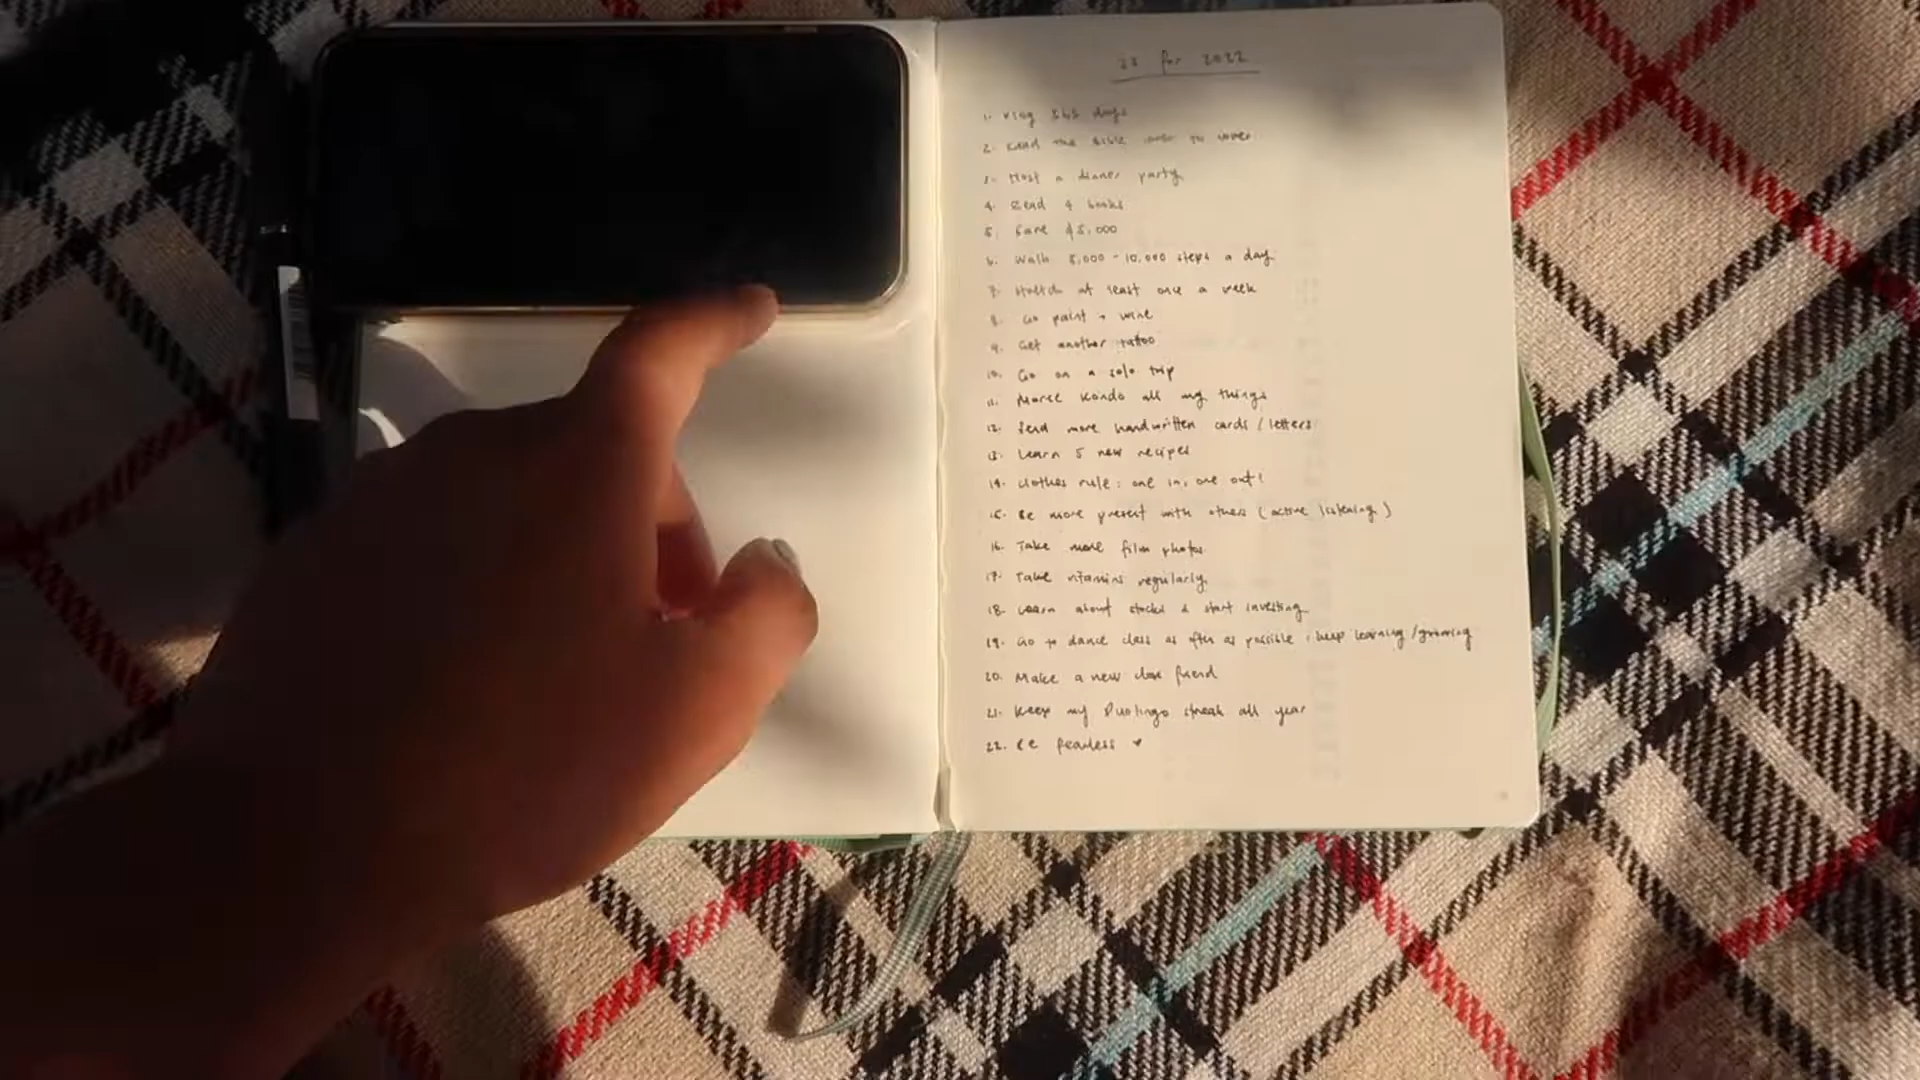 22 for 2022
1. Vlog 365 days
2. Read the Bible cover to cover
3. Host a dinner party
4. Read 4 books
5. Save $5,000
6. Walk 8,000 - 10,000 steps a day
7. Stretch at least once a week
8. Go paint + wine
9. Get another tattoo
10. Go on a solo trip
11. Marie Kondo all my things
12. Send more handwritten cards / letters
13. Learn 5 new recipes
14. Clothes rule: one in, one out!
15. Be more present with others (active listening)
16. Take more film photos
17. Take vitamins regularly
18. Learn about stocks & start investing
19. Go to dance class as often as possible : keep learning/growing
20. Make a new close friend
21. Keep my Duolingo streak all year
22. Be fearless ♥